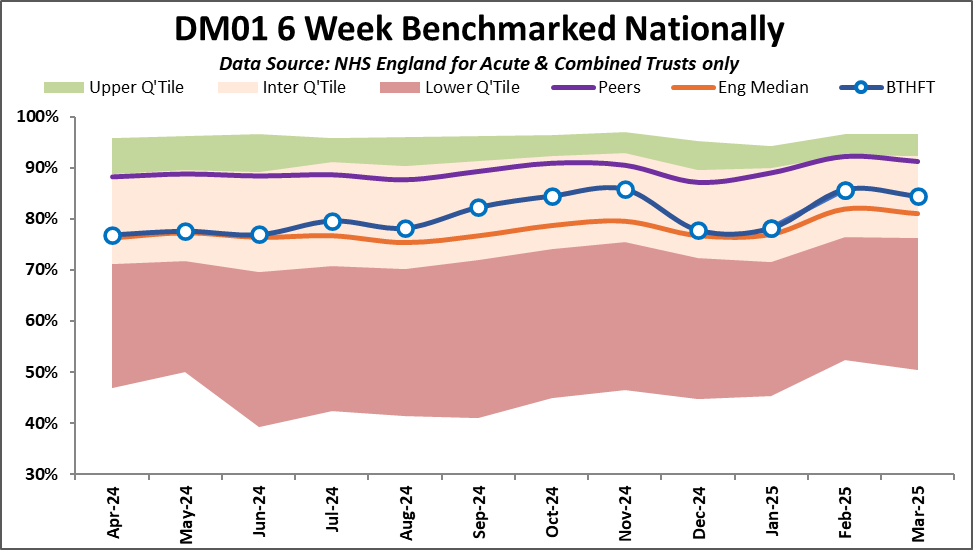 DM01 6 Week Benchmarked Nationally
Data Source: NHS England for Acute & Combined Trusts only
Upper Q'Tile Inter Q'Tile Lower Q'Tile Peers Eng Median BTHFT
100%
90%
80%
70%
60%
50%
40%
30%
Apr-24 May-24 Jun-24 Jul-24 Aug-24 Sep-24 Oct-24 Nov-24 Dec-24 Jan-25 Feb-25 Mar-25